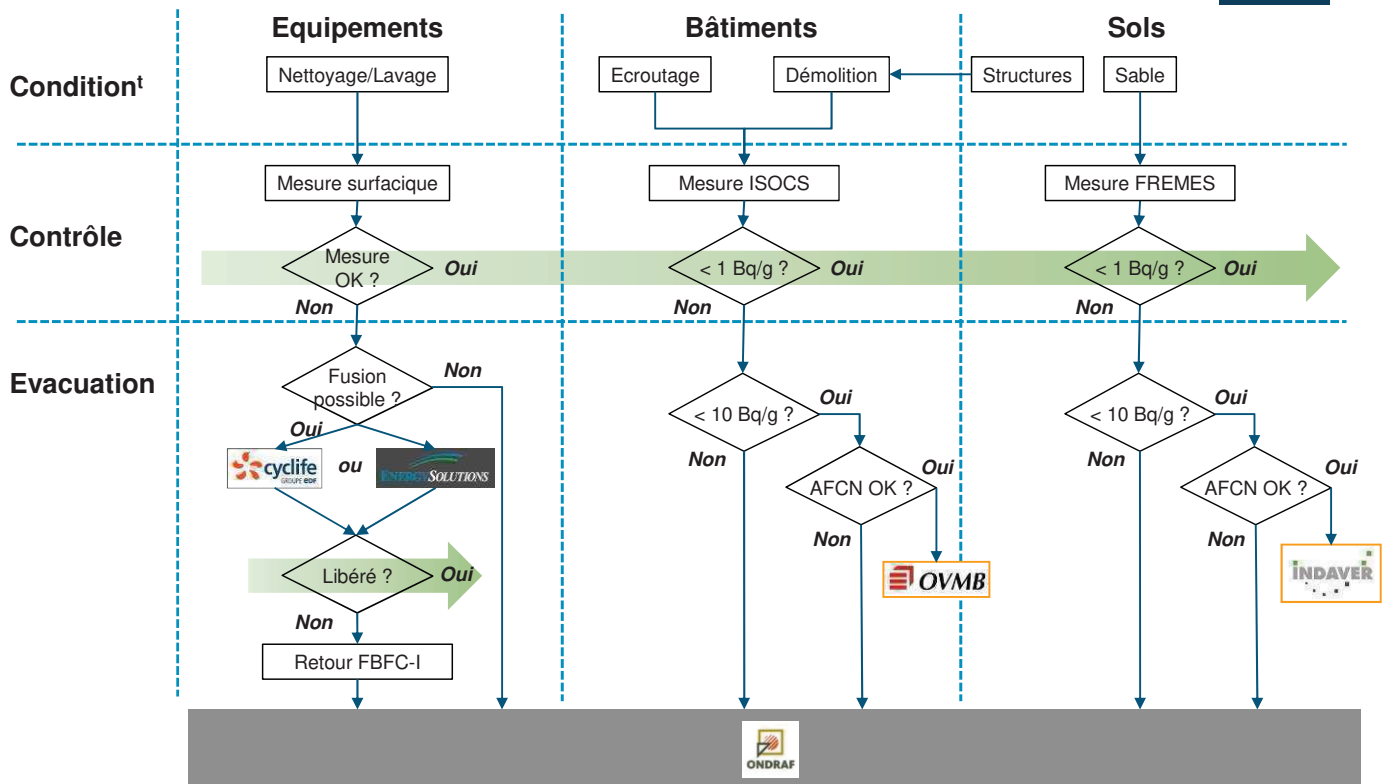 Equipements
Bâtiments
Sols
Conditionᵗ
Nettoyage/Lavage
Ecroutage
Démolition
Structures
Sable
Contrôle
Mesure surfacique
Mesure ISOCS
Mesure FREMES
Mesure
OK ?
Oui
< 1 Bq/g ?
Oui
< 1 Bq/g ?
Oui
Non
Non
Non
Evacuation
Fusion
possible ?
Non
Oui
< 10 Bq/g ?
Oui
Non
< 10 Bq/g ?
Oui
Non
cyclife
GROUPE EDF
ou
ENERGYSOLUTIONS
AFCN OK ?
Oui
Non
AFCN OK ?
Oui
Non
Libéré ?
Oui
Non
OVMB
INDAVER
Retour FBFC-I
ONDRAF